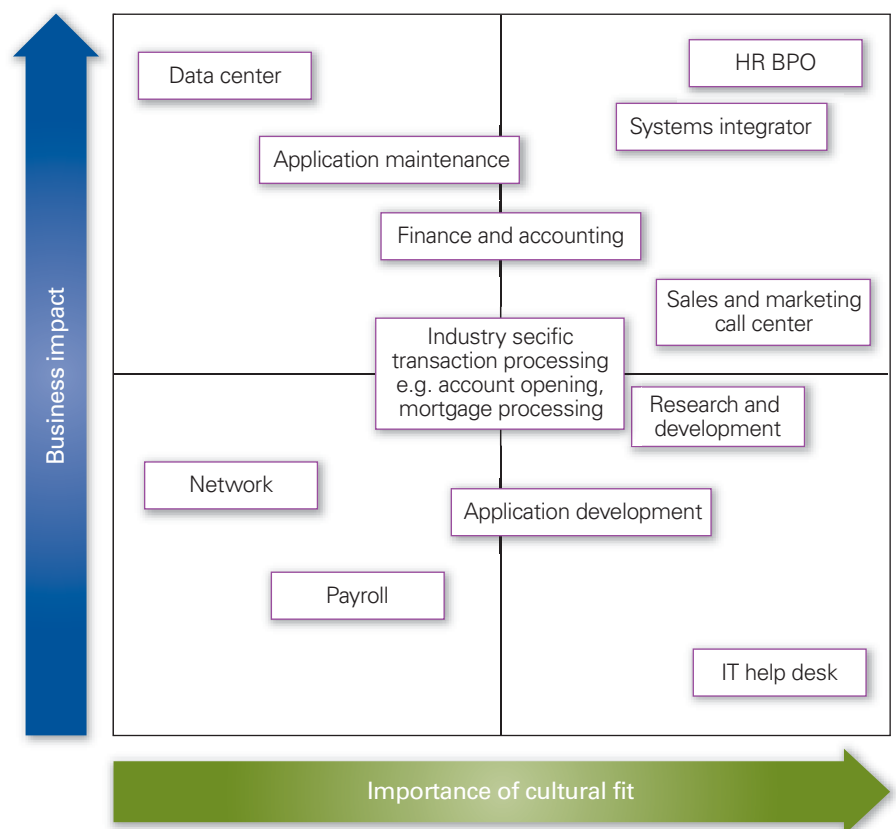 Data center
HR BPO
Systems integrator
Application maintenance
Finance and accounting
Sales and marketing
call center
Industry secific
transaction processing
e.g. account opening,
mortgage processing
Research and
development
Network
Application development
Payroll
IT help desk
Business impact
Importance of cultural fit